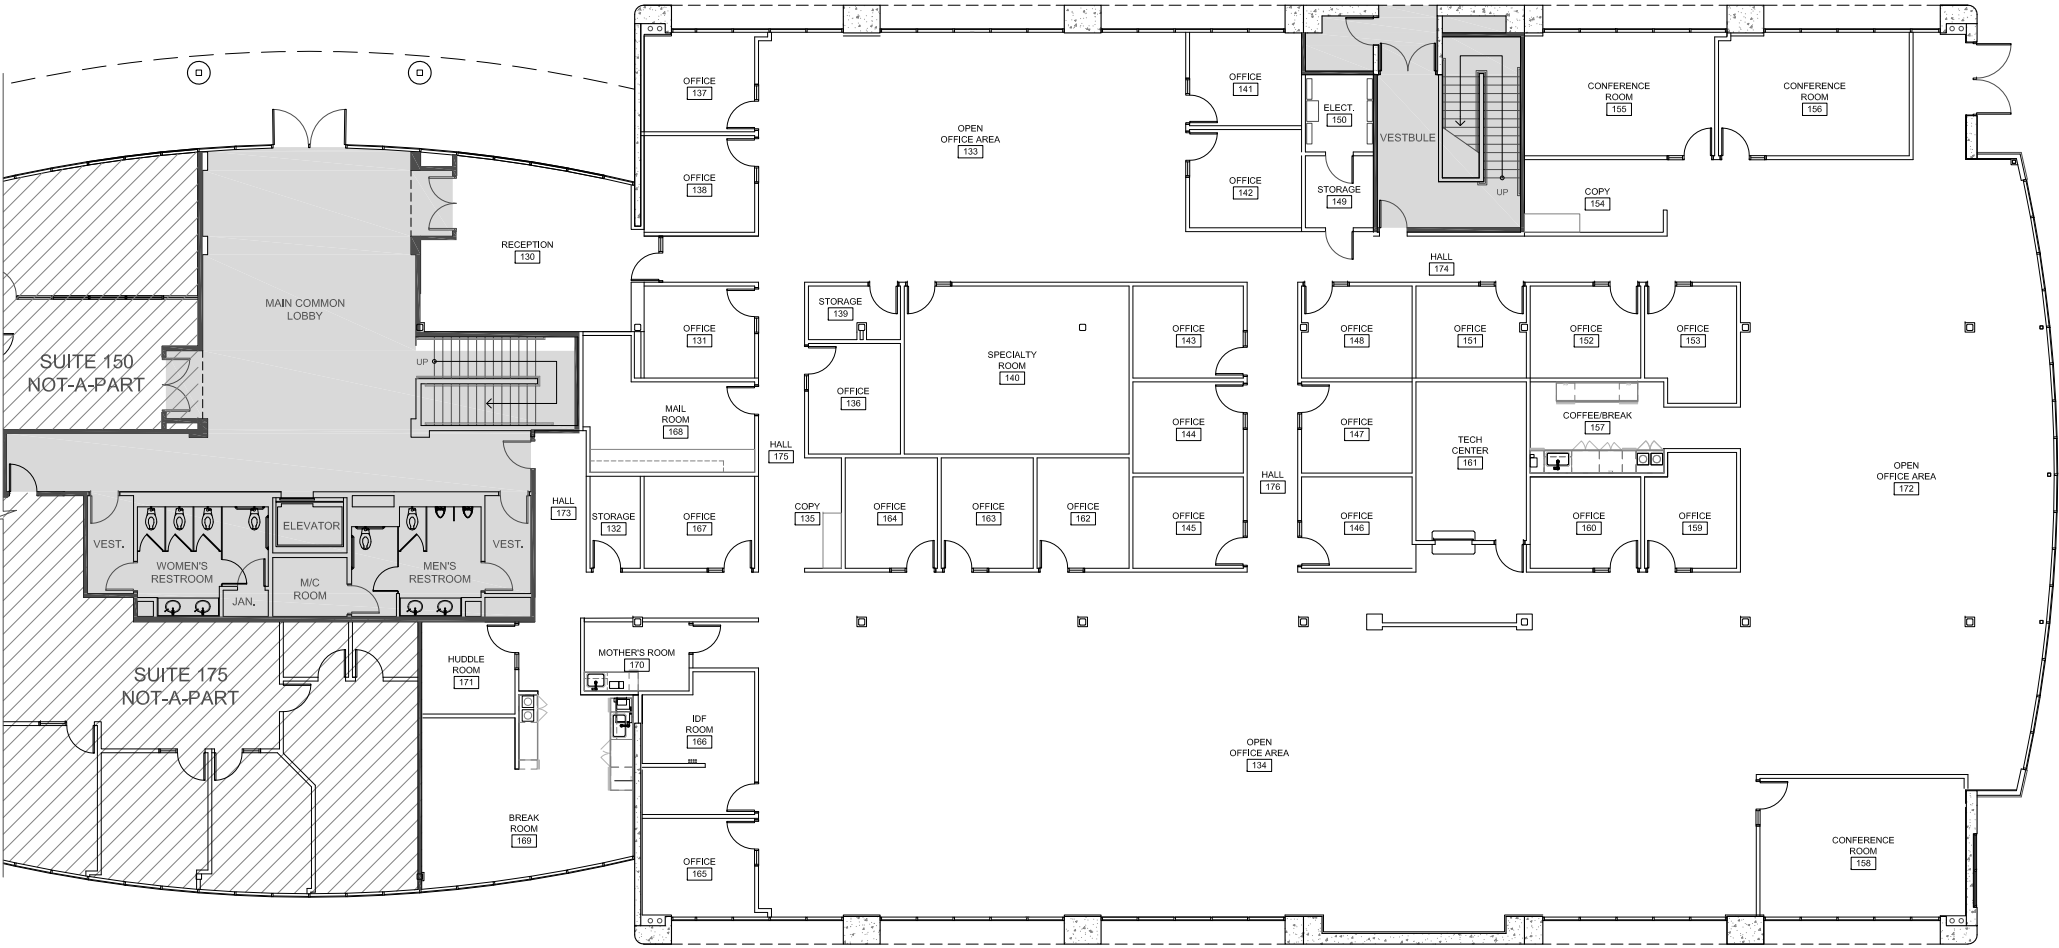 OFFICE
137
OFFICE
138
OPEN
OFFICE AREA
133
OFFICE
141
OFFICE
142
ELECT.
150
STORAGE
149
VESTBULE
UP
CONFERENCE
ROOM
155
CONFERENCE
ROOM
156
COPY
154
RECEPTION
130
HALL
174
MAIN COMMON
LOBBY
SUITE 150
NOT-A-PART
UP
OFFICE
131
STORAGE
139
OFFICE
136
SPECIALTY
ROOM
140
OFFICE
143
OFFICE
148
OFFICE
151
OFFICE
152
OFFICE
153
MAIL
ROOM
168
HALL
175
OFFICE
144
OFFICE
147
TECH
CENTER
161
COFFEE/BREAK
157
HALL
176
OPEN
OFFICE AREA
172
HALL
173
STORAGE
132
OFFICE
167
COPY
135
OFFICE
164
OFFICE
163
OFFICE
162
OFFICE
145
OFFICE
146
OFFICE
160
OFFICE
159
VEST.
ELEVATOR
VEST.
WOMEN'S
RESTROOM
MEN'S
RESTROOM
M/C
ROOM
JAN.
SUITE 175
NOT-A-PART
HUDDLE
ROOM
171
MOTHER'S ROOM
170
IDF
ROOM
166
OPEN
OFFICE AREA
134
BREAK
ROOM
169
OFFICE
165
CONFERENCE
ROOM
158